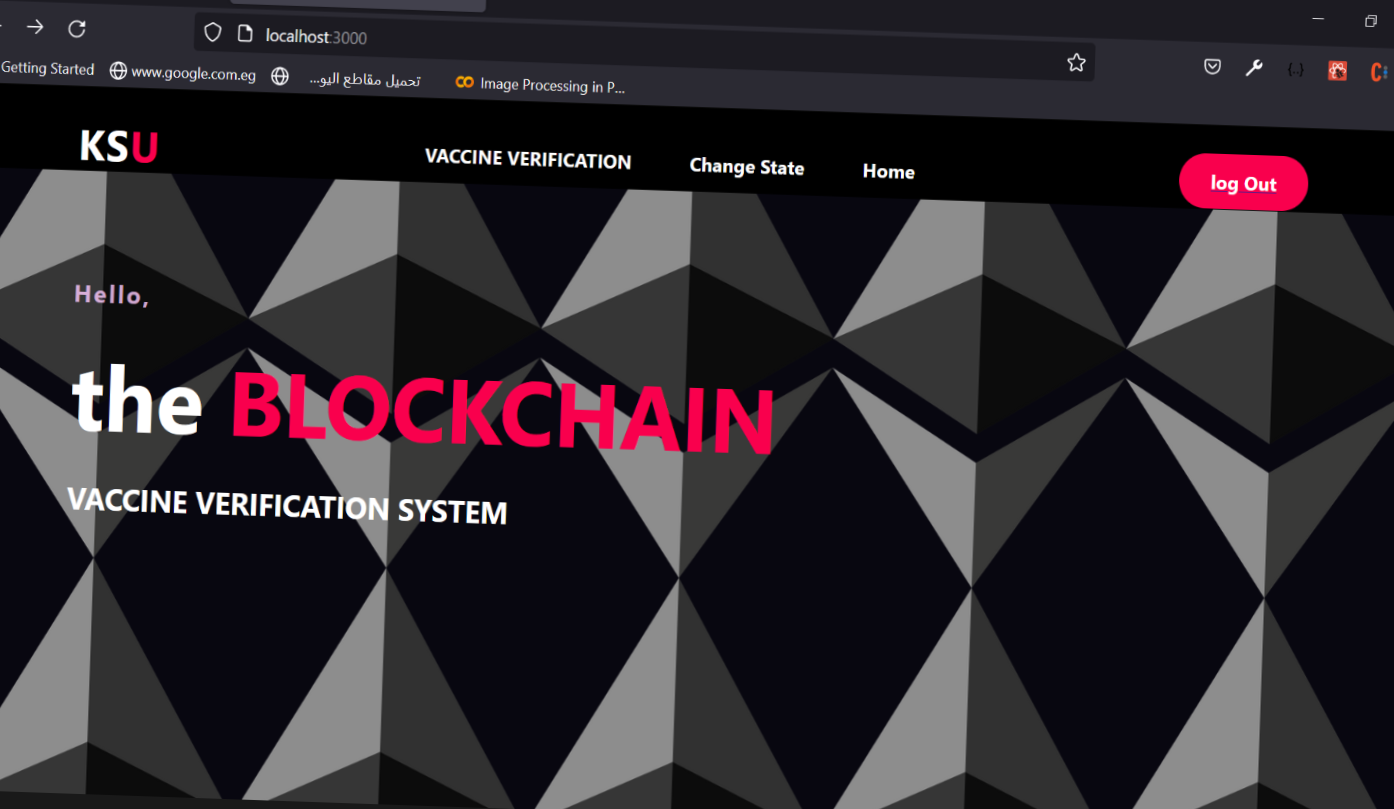 localhost:3000
Getting Started www.google.com.eg تحميل مقاطع اليو... Image Processing in P...
KSU VACCINE VERIFICATION Change State Home log Out
Hello,
the BLOCKCHAIN
VACCINE VERIFICATION SYSTEM